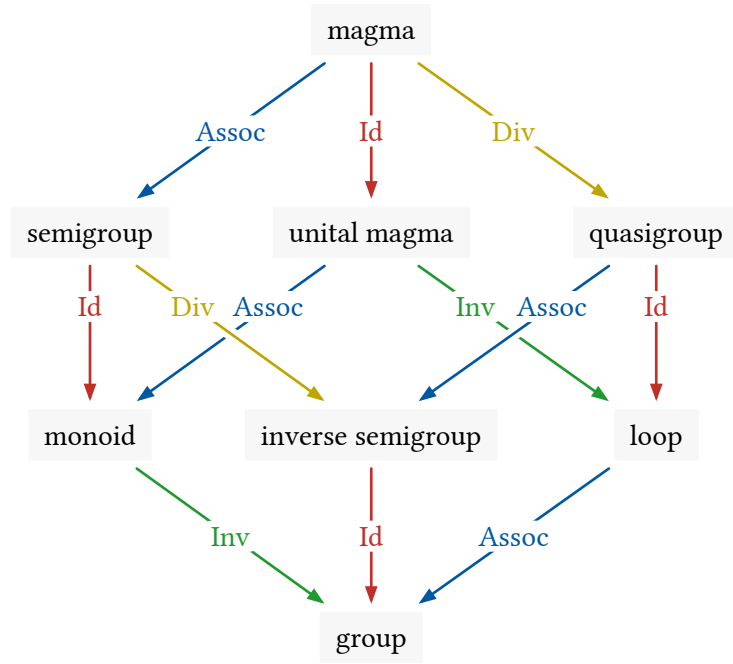 magma
Assoc Id Div
semigroup unital magma quasigroup
Id Div Assoc Inv Assoc Id
monoid inverse semigroup loop
Inv Id Assoc
group